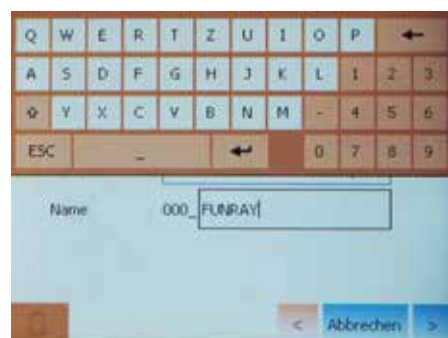 Q W E R T Z U I O P ←
A S D F G H J K L 1 2 3
⇧ Y X C V B N M - 4 5 6
ESC _ ↵ 0 7 8 9
Name 000_ FUNRAY
< Abbrechen >